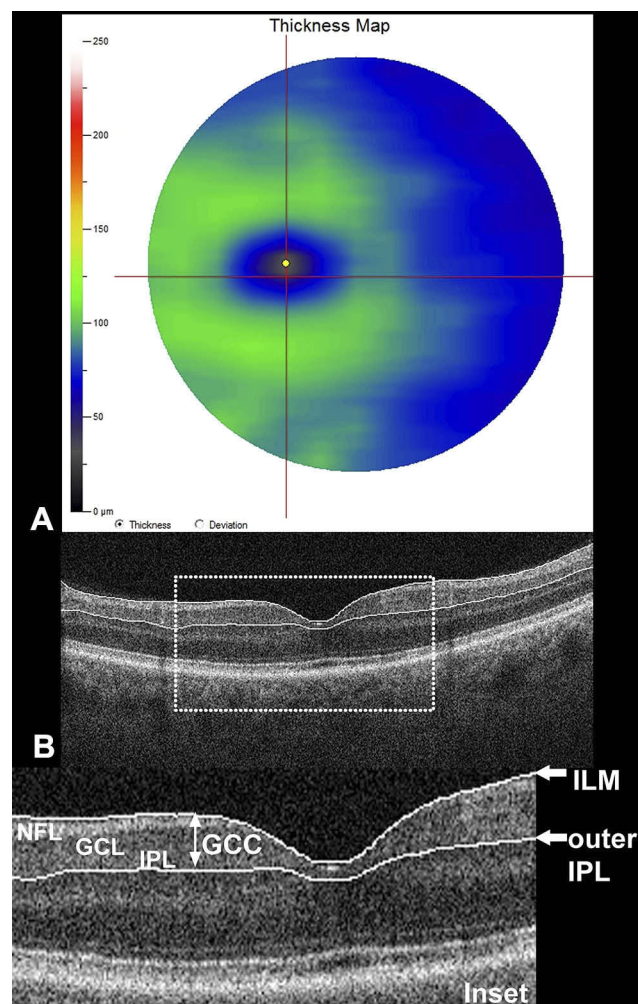 Thickness Map
250
200
150
100
50
0 µm
Thickness Deviation
A
B
ILM
NFL
GCL
IPL
GCC
outer
IPL
Inset